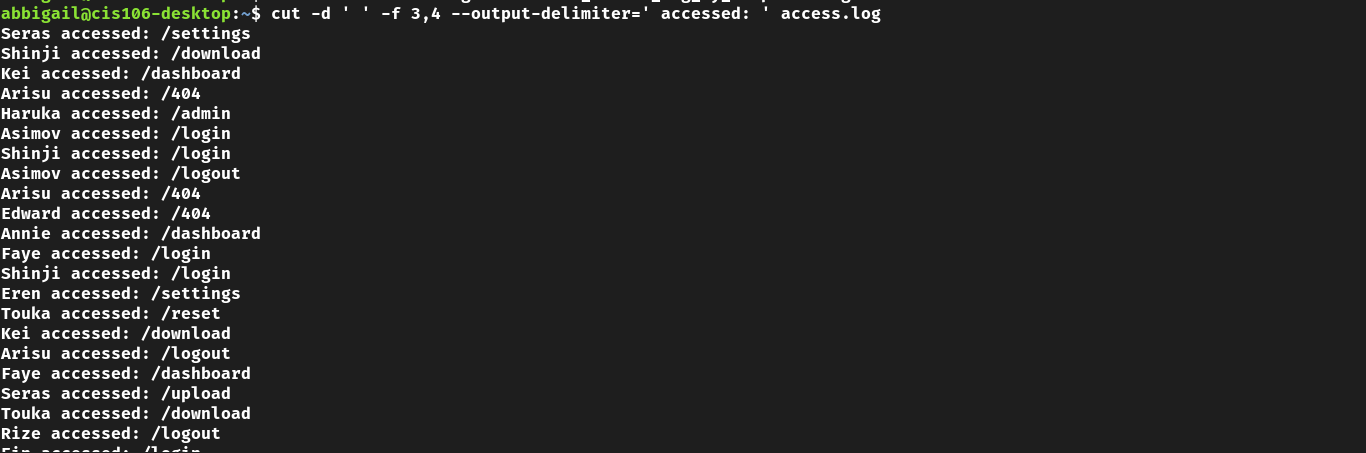 abbigail@cis106-desktop:~$ cut -d ' ' -f 3,4 --output-delimiter=' accessed: ' access.log
Seras accessed: /settings
Shinji accessed: /download
Kei accessed: /dashboard
Arisu accessed: /404
Haruka accessed: /admin
Asimov accessed: /login
Shinji accessed: /login
Asimov accessed: /logout
Arisu accessed: /404
Edward accessed: /404
Annie accessed: /dashboard
Faye accessed: /login
Shinji accessed: /login
Eren accessed: /settings
Touka accessed: /reset
Kei accessed: /download
Arisu accessed: /logout
Faye accessed: /dashboard
Seras accessed: /upload
Touka accessed: /download
Rize accessed: /logout
accessed: /login